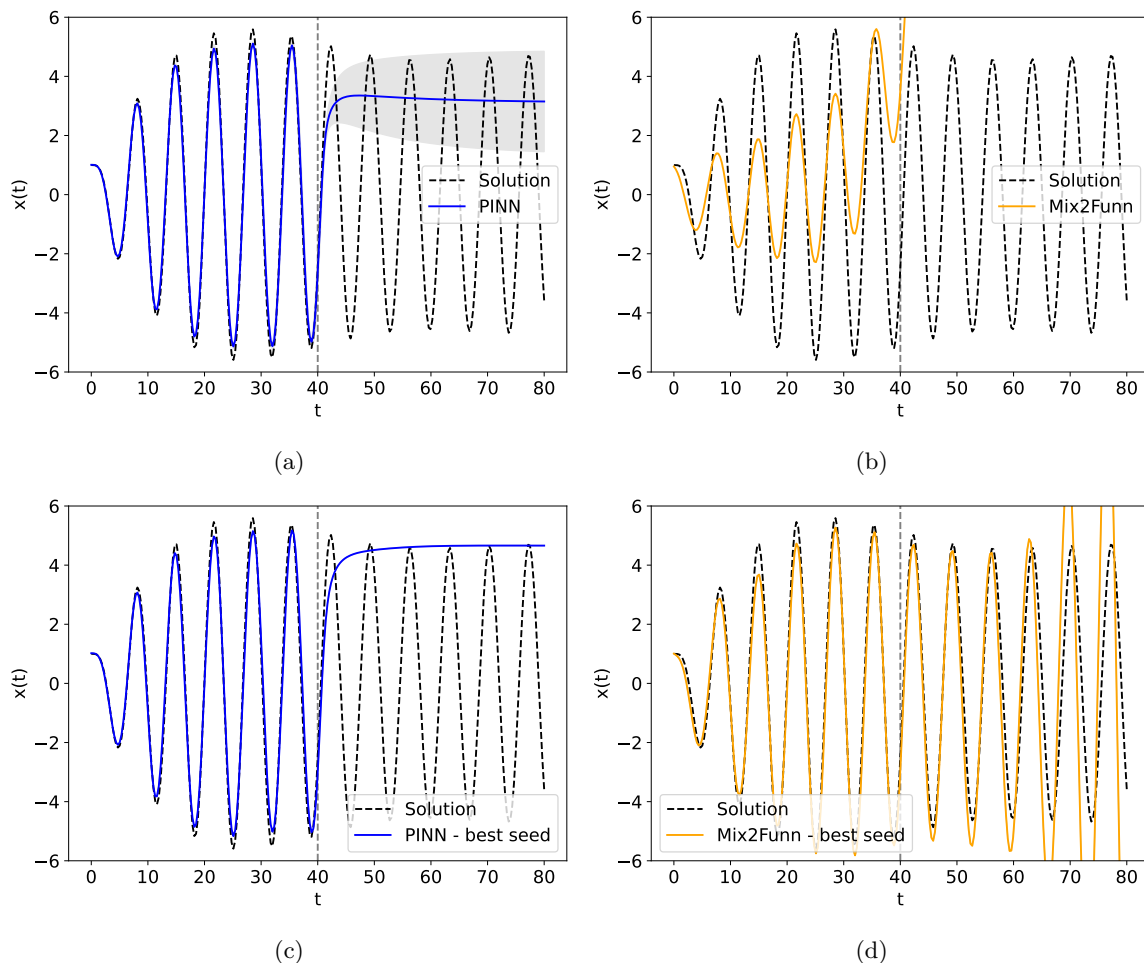 6
4
2
0
−2
−4
−6
x(t)
0 10 20 30 40 50 60 70 80
t
Solution
PINN
(a)
6
4
2
0
−2
−4
−6
x(t)
0 10 20 30 40 50 60 70 80
t
Solution
Mix2Funn
(b)
6
4
2
0
−2
−4
−6
x(t)
0 10 20 30 40 50 60 70 80
t
Solution
PINN - best seed
(c)
6
4
2
0
−2
−4
−6
x(t)
0 10 20 30 40 50 60 70 80
t
Solution
Mix2Funn - best seed
(d)